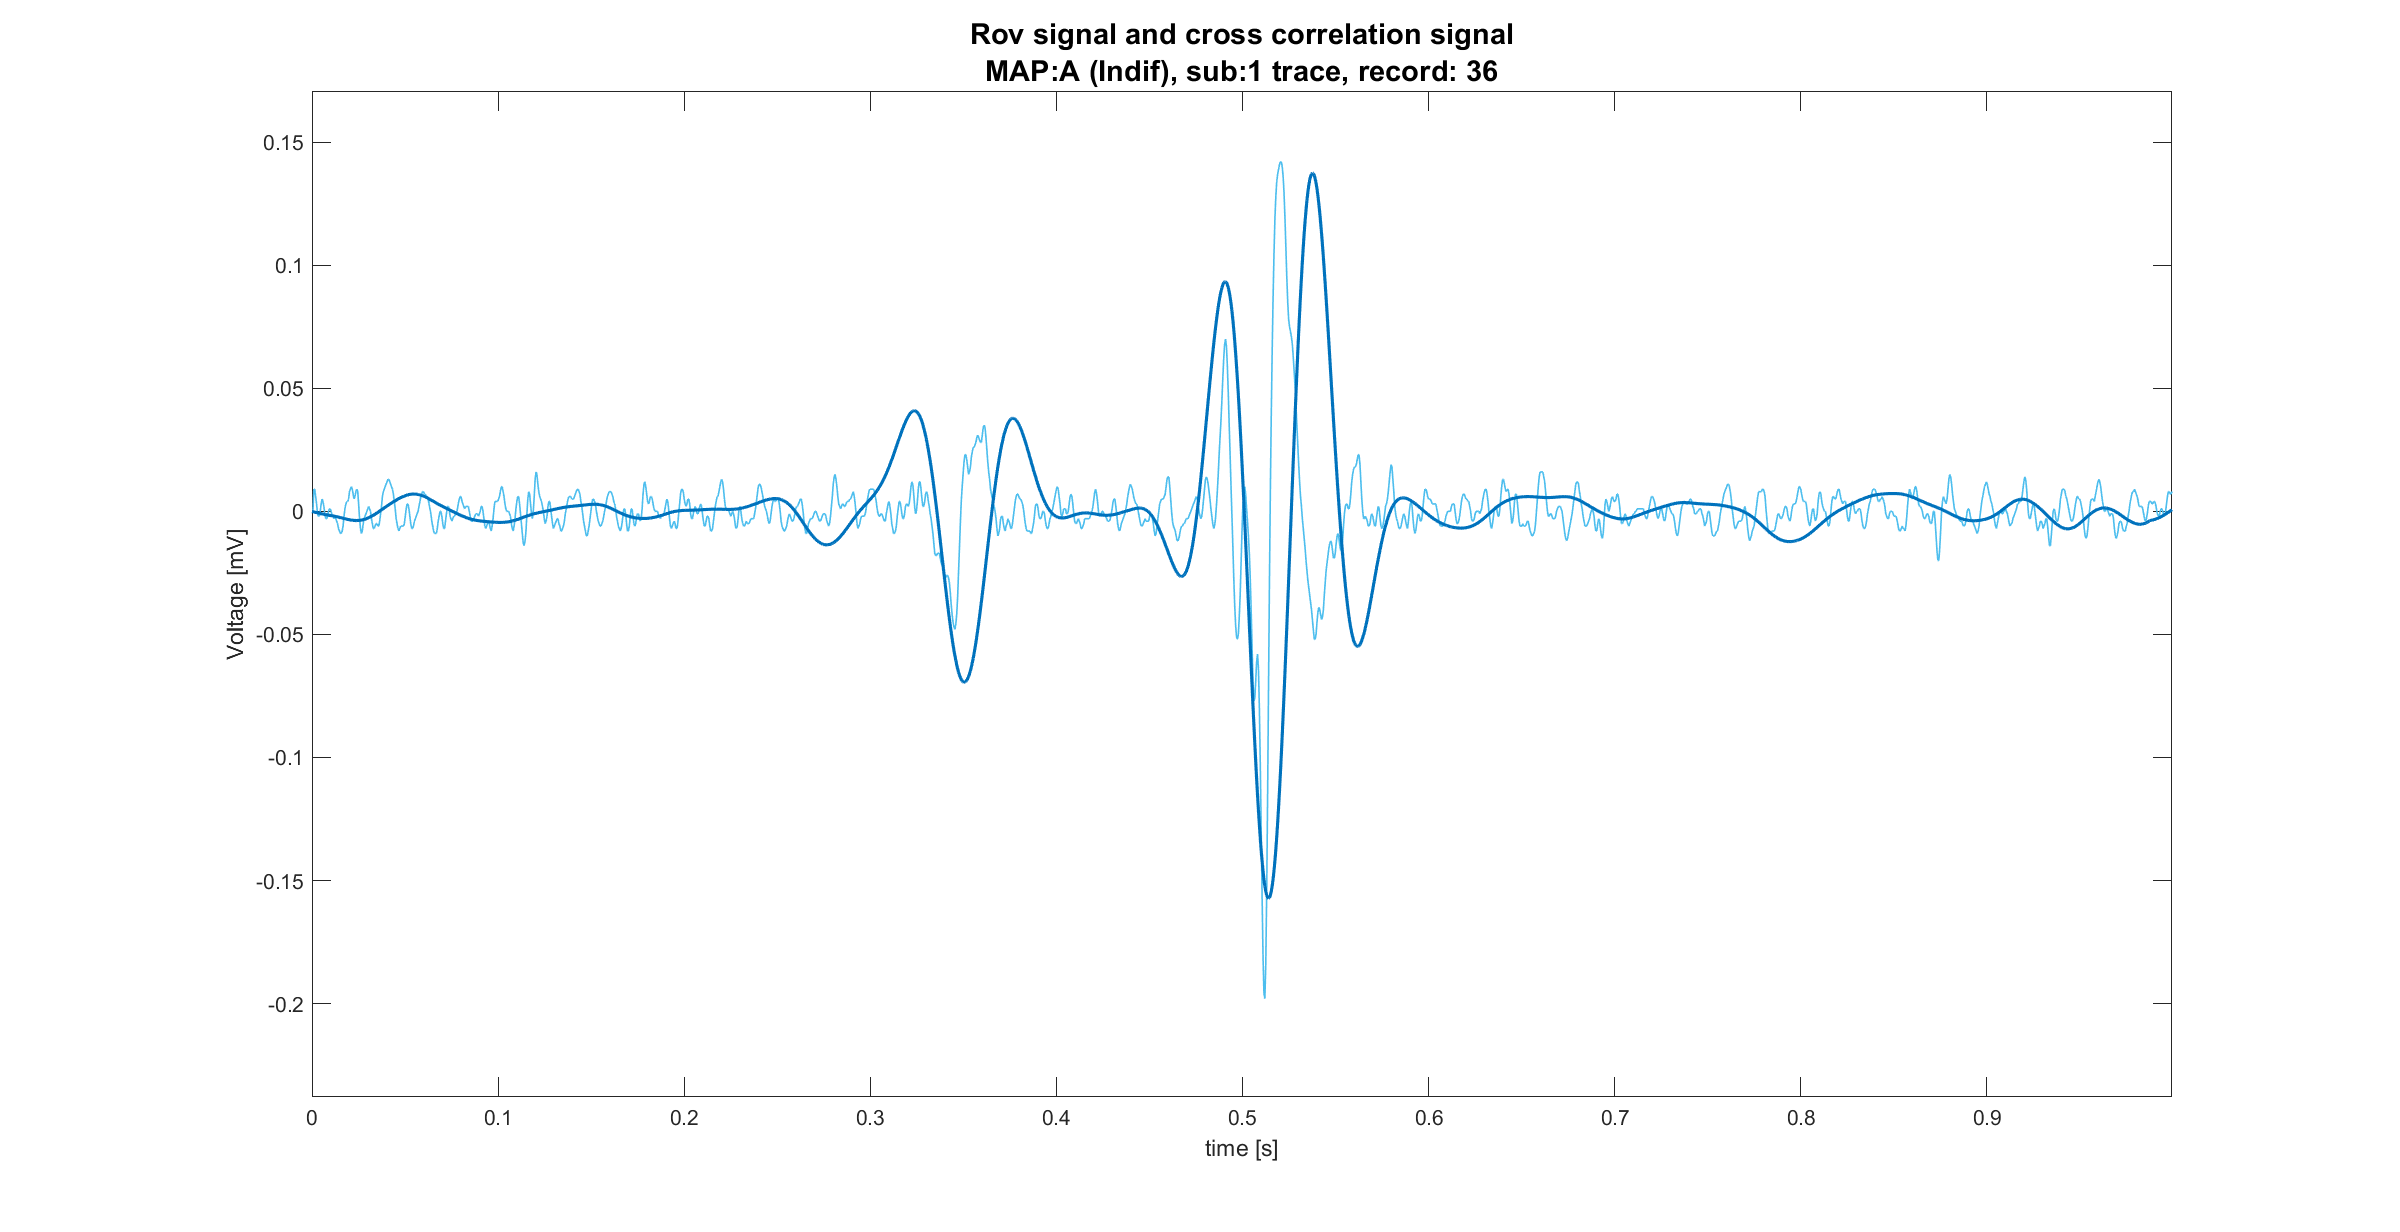 Rov signal and cross correlation signal
MAP:A (Indif), sub:1 trace, record: 36
Voltage [mV]
0.15
0.1
0.05
0
-0.05
-0.1
-0.15
-0.2
0 0.1 0.2 0.3 0.4 0.5 0.6 0.7 0.8 0.9
time [s]